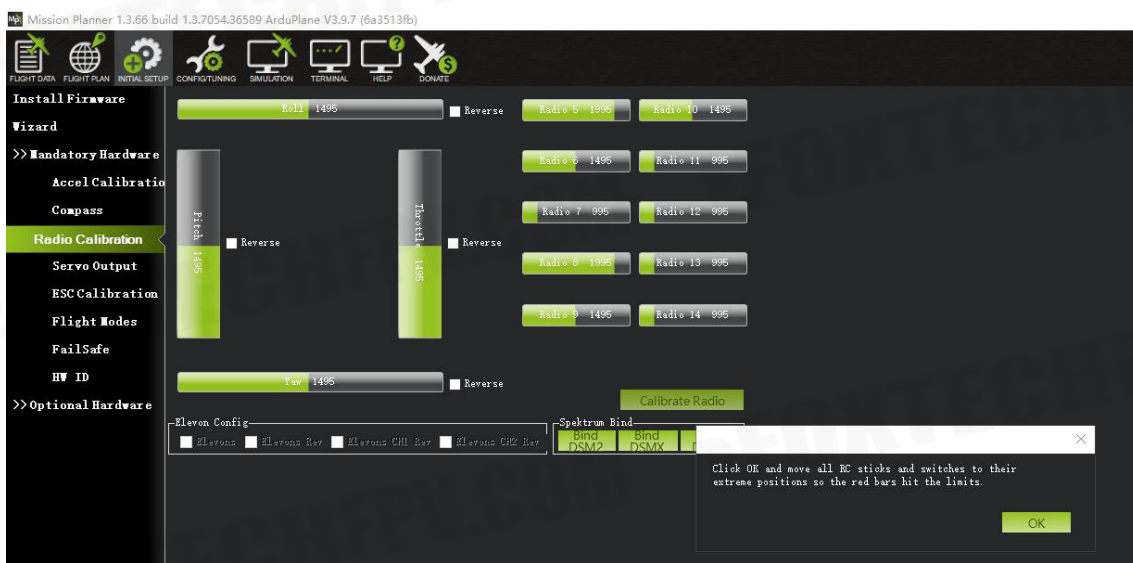 Mission Planner 1.3.66 build 1.3.7054.36589 ArduPlane V3.9.7 (6a3513fb)
FLIGHT DATA FLIGHT PLAN INITIAL SETUP CONFIG/TUNING SIMULATION TERMINAL HELP DONATE
Install Firmware
Wizard
>> Mandatory Hardware
Accel Calibratio
Compass
Radio Calibration
Servo Output
ESC Calibration
Flight Modes
FailSafe
HW ID
>> Optional Hardware
Roll 1495 Reverse
Pitch 1495 Reverse
Throttle 1495 Reverse
Yaw 1495 Reverse
Radio 5 1995 Radio 10 1495
Radio 6 1495 Radio 11 995
Radio 7 995 Radio 12 995
Radio 8 1995 Radio 13 995
Radio 9 1495 Radio 14 995
Calibrate Radio
Elevon Config
Elevons Elevons Rev Elevons CH1 Rev Elevons CH2 Rev
Spektrum Bind
Bind DSM2 Bind DSMX
Click OK and move all RC sticks and switches to their
extreme positions so the red bars hit the limits.
OK